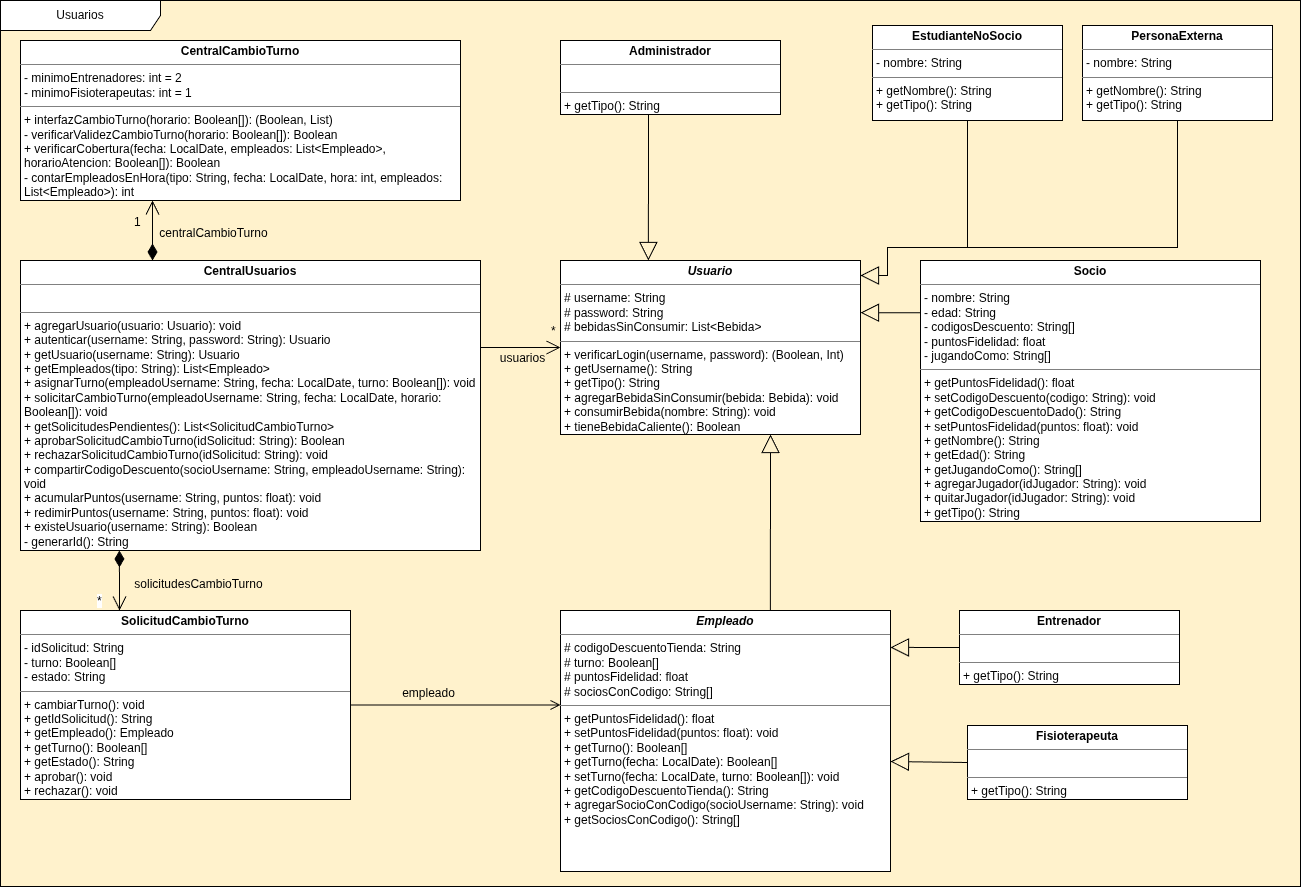 Usuarios
CentralCambioTurno
- minimoEntrenadores: int = 2
- minimoFisioterapeutas: int = 1
+ interfazCambioTurno(horario: Boolean[]): (Boolean, List)
- verificarValidezCambioTurno(horario: Boolean[]): Boolean
+ verificarCobertura(fecha: LocalDate, empleados: List<Empleado>,
horarioAtencion: Boolean[]): Boolean
- contarEmpleadosEnHora(tipo: String, fecha: LocalDate, hora: int, empleados:
List<Empleado>): int
Administrador
+ getTipo(): String
EstudianteNoSocio
- nombre: String
+ getNombre(): String
+ getTipo(): String
PersonaExterna
- nombre: String
+ getNombre(): String
+ getTipo(): String
1
centralCambioTurno
CentralUsuarios
+ agregarUsuario(usuario: Usuario): void
+ autenticar(username: String, password: String): Usuario
+ getUsuario(username: String): Usuario
+ getEmpleados(tipo: String): List<Empleado>
+ asignarTurno(empleadoUsername: String, fecha: LocalDate, turno: Boolean[]): void
+ solicitarCambioTurno(empleadoUsername: String, fecha: LocalDate, horario:
Boolean[]): void
+ getSolicitudesPendientes(): List<SolicitudCambioTurno>
+ aprobarSolicitudCambioTurno(idSolicitud: String): Boolean
+ rechazarSolicitudCambioTurno(idSolicitud: String): void
+ compartirCodigoDescuento(socioUsername: String, empleadoUsername: String):
void
+ acumularPuntos(username: String, puntos: float): void
+ redimirPuntos(username: String, puntos: float): void
+ existeUsuario(username: String): Boolean
- generarId(): String
*
usuarios
Usuario
# username: String
# password: String
# bebidasSinConsumir: List<Bebida>
+ verificarLogin(username, password): (Boolean, Int)
+ getUsername(): String
+ getTipo(): String
+ agregarBebidaSinConsumir(bebida: Bebida): void
+ consumirBebida(nombre: String): void
+ tieneBebidaCaliente(): Boolean
Socio
- nombre: String
- edad: String
- codigosDescuento: String[]
- puntosFidelidad: float
- jugandoComo: String[]
+ getPuntosFidelidad(): float
+ setCodigoDescuento(codigo: String): void
+ getCodigoDescuentoDado(): String
+ setPuntosFidelidad(puntos: float): void
+ getNombre(): String
+ getEdad(): String
+ getJugandoComo(): String[]
+ agregarJugador(idJugador: String): void
+ quitarJugador(idJugador: String): void
+ getTipo(): String
solicitudesCambioTurno
*
SolicitudCambioTurno
- idSolicitud: String
- turno: Boolean[]
- estado: String
+ cambiarTurno(): void
+ getIdSolicitud(): String
+ getEmpleado(): Empleado
+ getTurno(): Boolean[]
+ getEstado(): String
+ aprobar(): void
+ rechazar(): void
empleado
Empleado
# codigoDescuentoTienda: String
# turno: Boolean[]
# puntosFidelidad: float
# sociosConCodigo: String[]
+ getPuntosFidelidad(): float
+ setPuntosFidelidad(puntos: float): void
+ getTurno(): Boolean[]
+ getTurno(fecha: LocalDate): Boolean[]
+ setTurno(fecha: LocalDate, turno: Boolean[]): void
+ getCodigoDescuentoTienda(): String
+ agregarSocioConCodigo(socioUsername: String): void
+ getSociosConCodigo(): String[]
Entrenador
+ getTipo(): String
Fisioterapeuta
+ getTipo(): String